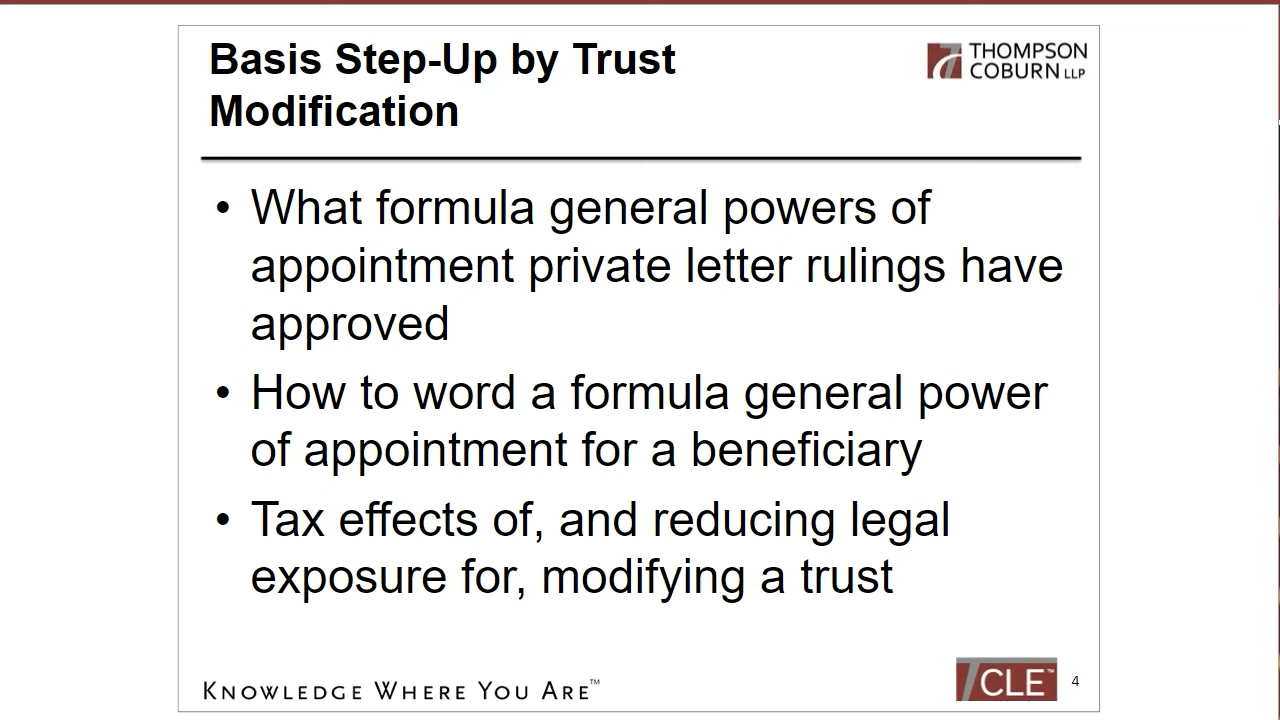 Basis Step-Up by Trust
Modification
THOMPSON
COBURN LLP
• What formula general powers of
appointment private letter rulings have
approved
• How to word a formula general power
of appointment for a beneficiary
• Tax effects of, and reducing legal
exposure for, modifying a trust
KNOWLEDGE WHERE YOU ARE™
CLE™
4